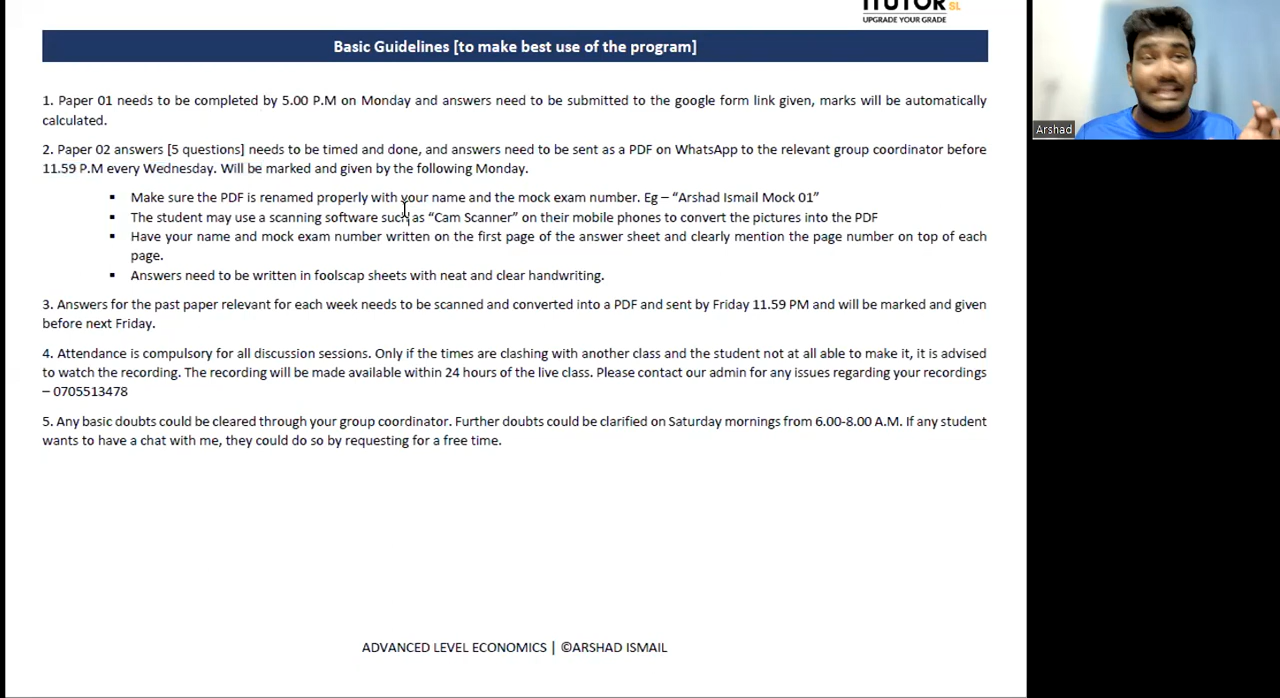 ITUTOR SL
UPGRADE YOUR GRADE
Basic Guidelines [to make best use of the program]
1. Paper 01 needs to be completed by 5.00 P.M on Monday and answers need to be submitted to the google form link given, marks will be automatically
calculated.
2. Paper 02 answers [5 questions] needs to be timed and done, and answers need to be sent as a PDF on WhatsApp to the relevant group coordinator before
11.59 P.M every Wednesday. Will be marked and given by the following Monday.
▪ Make sure the PDF is renamed properly with your name and the mock exam number. Eg – “Arshad Ismail Mock 01”
▪ The student may use a scanning software such as “Cam Scanner” on their mobile phones to convert the pictures into the PDF
▪ Have your name and mock exam number written on the first page of the answer sheet and clearly mention the page number on top of each
page.
▪ Answers need to be written in foolscap sheets with neat and clear handwriting.
3. Answers for the past paper relevant for each week needs to be scanned and converted into a PDF and sent by Friday 11.59 PM and will be marked and given
before next Friday.
4. Attendance is compulsory for all discussion sessions. Only if the times are clashing with another class and the student not at all able to make it, it is advised
to watch the recording. The recording will be made available within 24 hours of the live class. Please contact our admin for any issues regarding your recordings
– 0705513478
5. Any basic doubts could be cleared through your group coordinator. Further doubts could be clarified on Saturday mornings from 6.00-8.00 A.M. If any student
wants to have a chat with me, they could do so by requesting for a free time.
ADVANCED LEVEL ECONOMICS | ©ARSHAD ISMAIL
Arshad